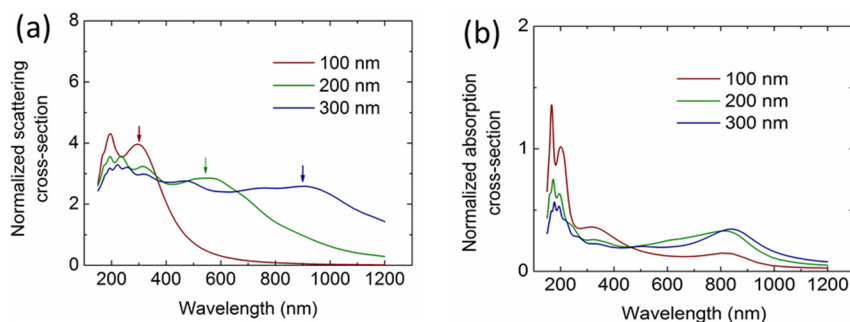 (a)
Normalized scattering
cross-section
8
6
4
2
0
100 nm
200 nm
300 nm
200 400 600 800 1000 1200
Wavelength (nm)
(b)
Normalized absorption
cross-section
2
1
0
100 nm
200 nm
300 nm
200 400 600 800 1000 1200
Wavelength (nm)